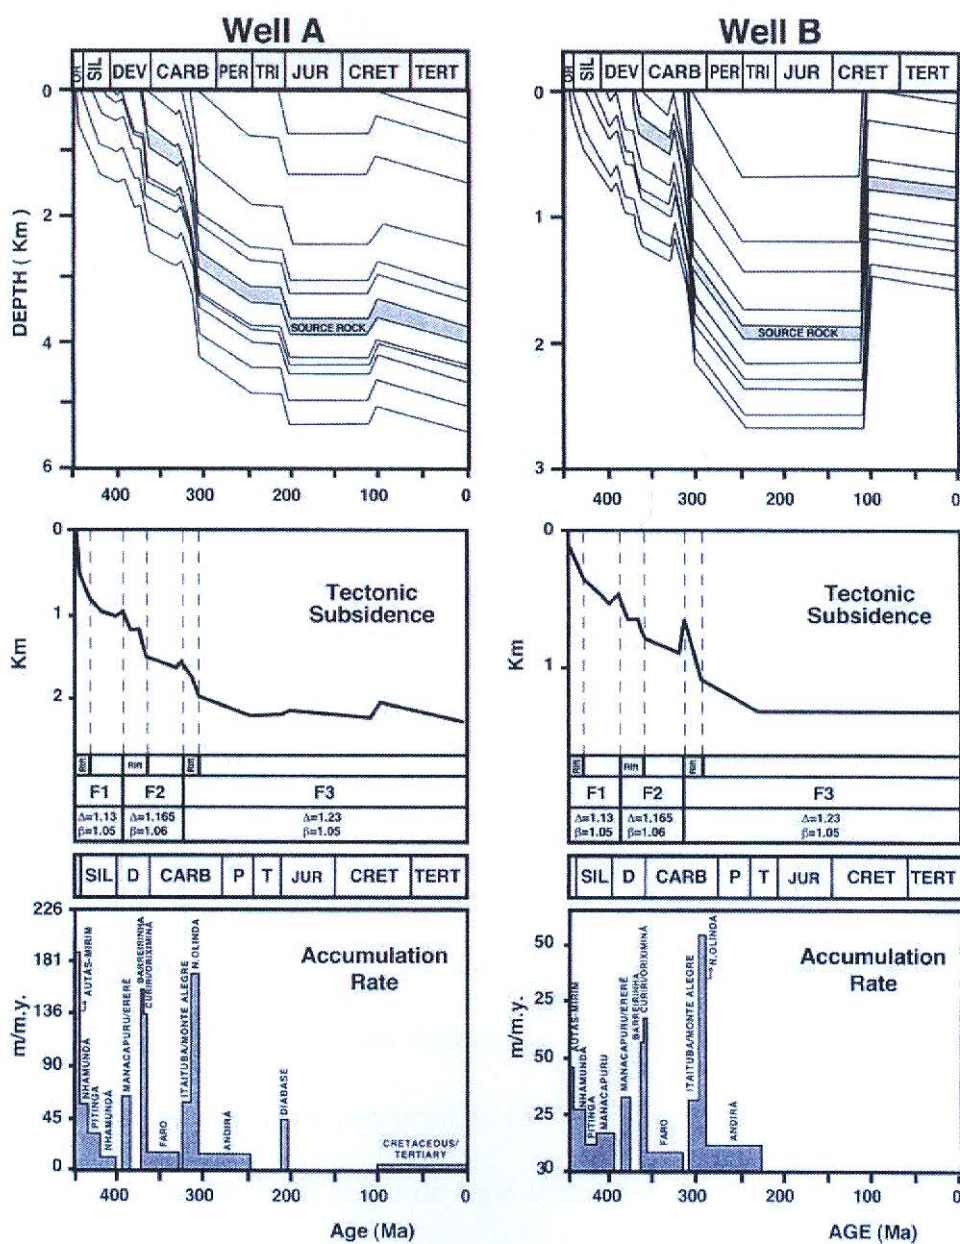 Well A
OR SIL DEV CARB PER TRI JUR CRET TERT
0
2
4
6
DEPTH ( Km )
SOURCE ROCK
400 300 200 100 0
Well B
OR SIL DEV CARB PER TRI JUR CRET TERT
0
1
2
3
SOURCE ROCK
400 300 200 100 0
0
1
2
Km
Tectonic
Subsidence
Rift Rift Rift
F1 F2 F3
Δ=1.13 Δ=1.165 Δ=1.23
β=1.05 β=1.06 β=1.05
0
1
Km
Tectonic
Subsidence
Rift Rift Rift
F1 F2 F3
Δ=1.13 Δ=1.165 Δ=1.23
β=1.05 β=1.06 β=1.05
SIL D CARB P T JUR CRET TERT
226
181
136
90
45
0
m/m.y.
Accumulation
Rate
AUTÁS-MIRIM
NHAMUNDÁ
PITINGA
NHAMUNDÁ
MANACAPURU/ERERÊ
BARREIRINHA
CURIRI/ORIXIMINÁ
FARO
ITAITUBA/MONTE ALEGRE
N.OLINDA
ANDIRÁ
DIABASE
CRETACEOUS/
TERTIARY
400 300 200 100 0
Age (Ma)
SIL D CARB P T JUR CRET TERT
50
25
50
25
30
m/m.y.
Accumulation
Rate
AUTÁS-MIRIM
NHAMUNDÁ
PITINGA
MANACAPURU
MANACAPURU/ERERÊ
BARREIRINHA
CURIRI/ORIXIMINÁ
FARO
ITAITUBA/MONTE ALEGRE
N.OLINDA
ANDIRÁ
400 300 200 100 0
AGE (Ma)